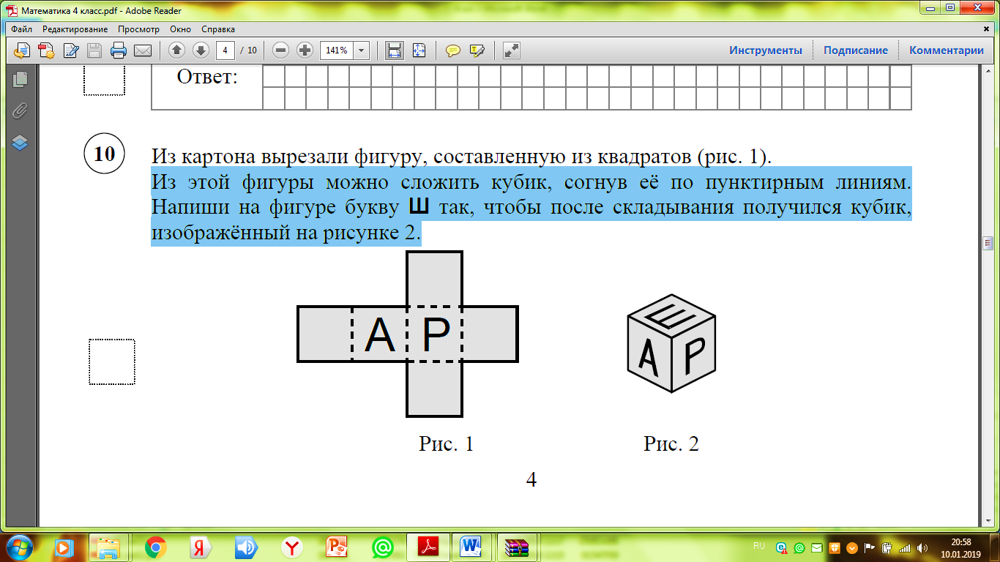 Математика 4 класс.pdf - Adobe Reader
Файл Редактирование Просмотр Окно Справка
4 / 10 141% Инструменты Подписание Комментарии
Ответ:
10 Из картона вырезали фигуру, составленную из квадратов (рис. 1).
Из этой фигуры можно сложить кубик, согнув её по пунктирным линиям.
Напиши на фигуре букву Ш так, чтобы после складывания получился кубик,
изображённый на рисунке 2.
А Р
Ш
А Р
Рис. 1 Рис. 2
4
RU 20:58
10.01.2019